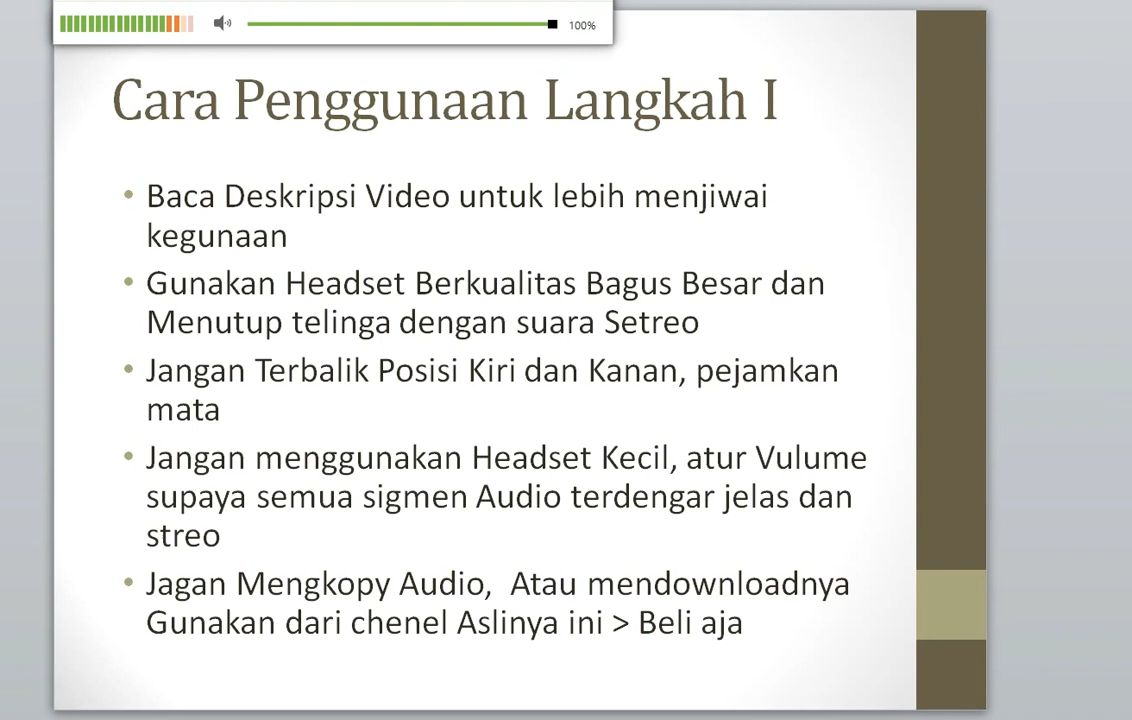 100%
Cara Penggunaan Langkah I
• Baca Deskripsi Video untuk lebih menjiwai
kegunaan
• Gunakan Headset Berkualitas Bagus Besar dan
Menutup telinga dengan suara Setreo
• Jangan Terbalik Posisi Kiri dan Kanan, pejamkan
mata
• Jangan menggunakan Headset Kecil, atur Vulume
supaya semua sigmen Audio terdengar jelas dan
streo
• Jagan Mengkopy Audio,  Atau mendownloadnya
Gunakan dari chenel Aslinya ini > Beli aja